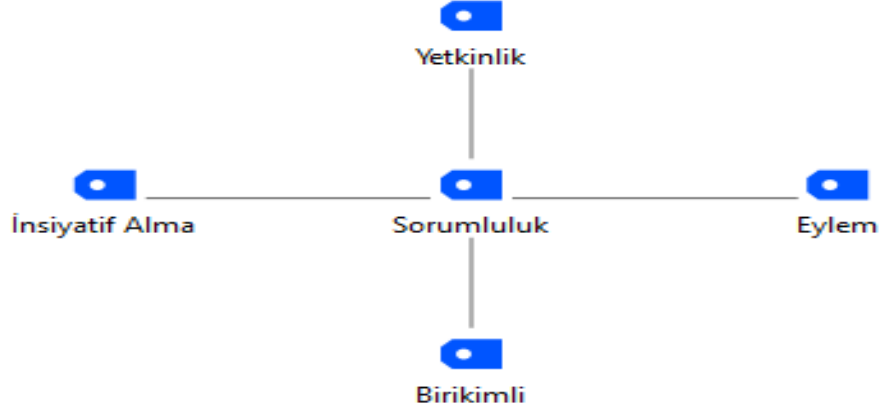 Yetkinlik
İnsiyatif Alma
Sorumluluk
Eylem
Birikimli